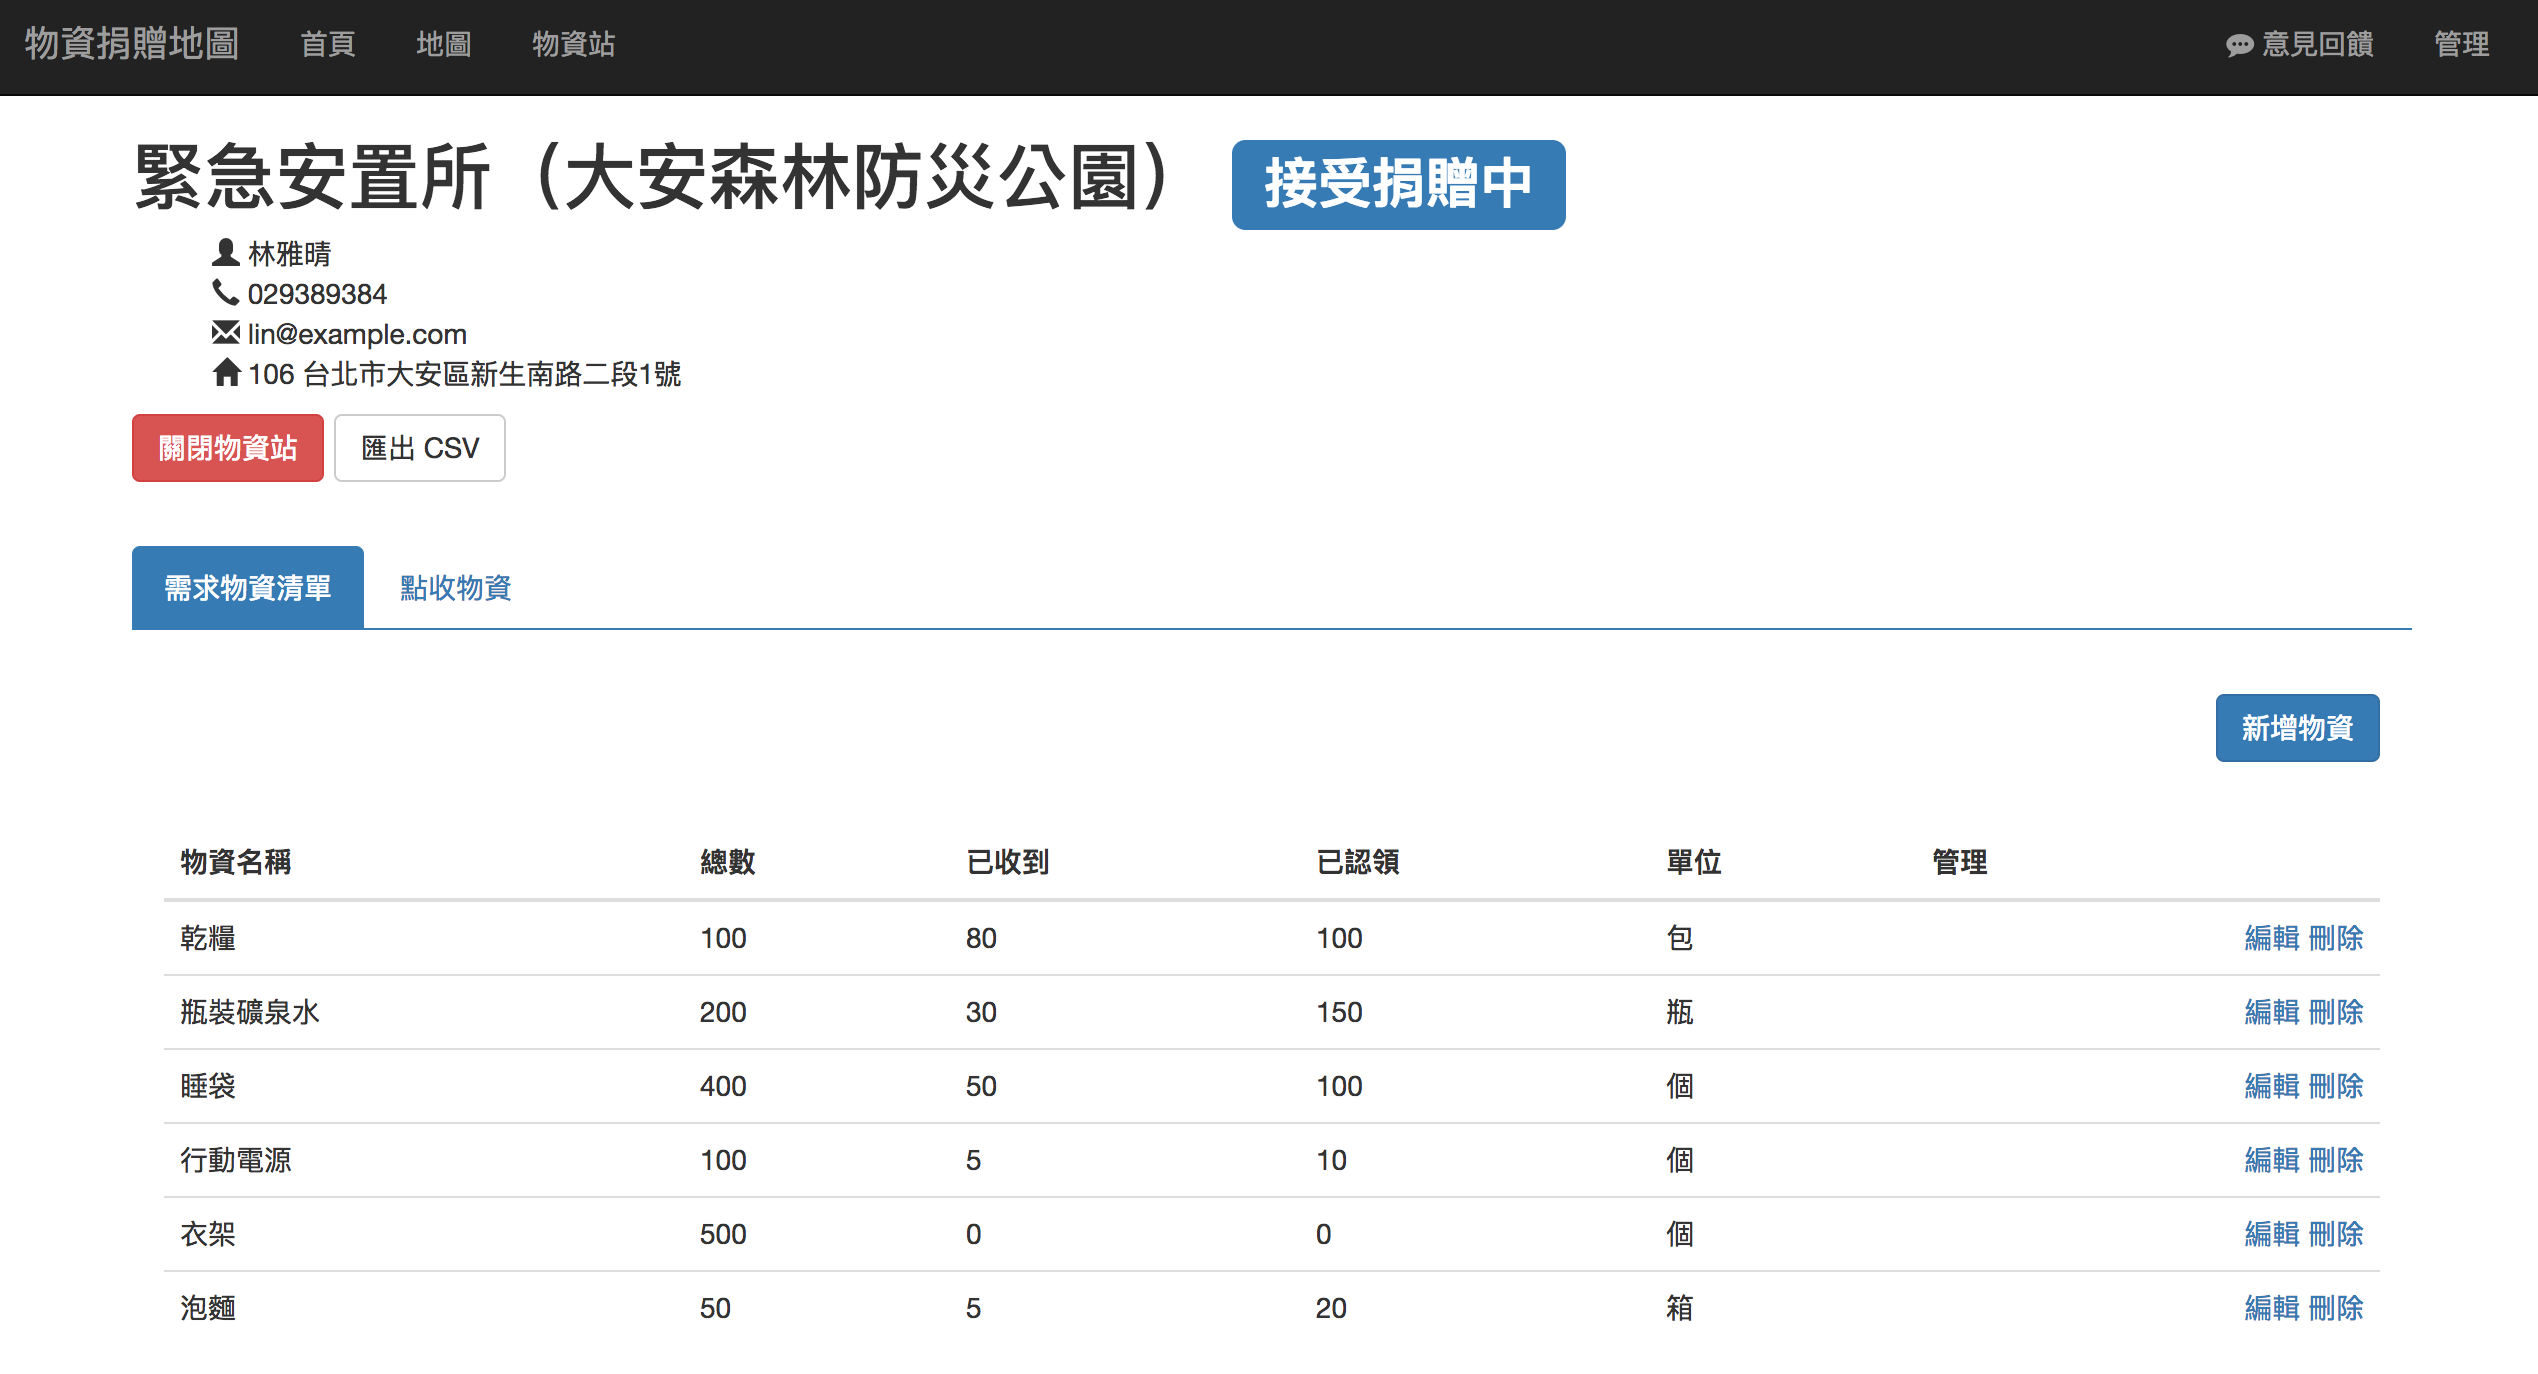 物資捐贈地圖 首頁 地圖 物資站 意見回饋 管理
緊急安置所（大安森林防災公園） 接受捐贈中
林雅晴
029389384
lin@example.com
106 台北市大安區新生南路二段1號
關閉物資站 匯出 CSV
需求物資清單 點收物資
新增物資
物資名稱 總數 已收到 已認領 單位 管理
乾糧 100 80 100 包 編輯 刪除
瓶裝礦泉水 200 30 150 瓶 編輯 刪除
睡袋 400 50 100 個 編輯 刪除
行動電源 100 5 10 個 編輯 刪除
衣架 500 0 0 個 編輯 刪除
泡麵 50 5 20 箱 編輯 刪除